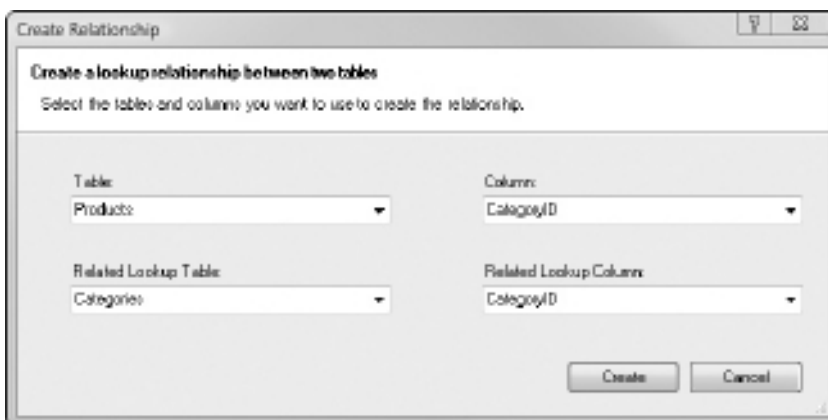 Create Relationship
Create a lookup relationship between two tables
Select the tables and columns you want to use to create the relationship.
Table:
Column:
Products
CategoryID
Related Lookup Table:
Related Lookup Column:
Categories
CategoryID
Create
Cancel